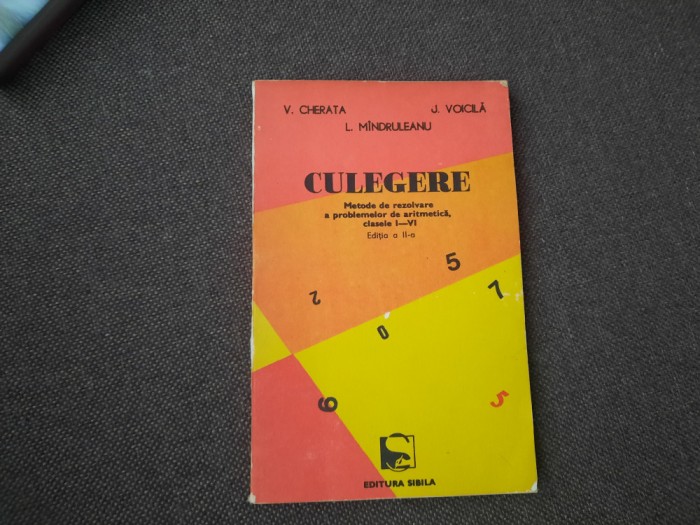 V. CHERATA J. VOICILĂ
L. MÎNDRULEANU
CULEGERE
Metode de rezolvare
a problemelor de aritmetică,
clasele I—VI
Ediția a II-a
5
2 7
0
6 5
EDITURA SIBILA